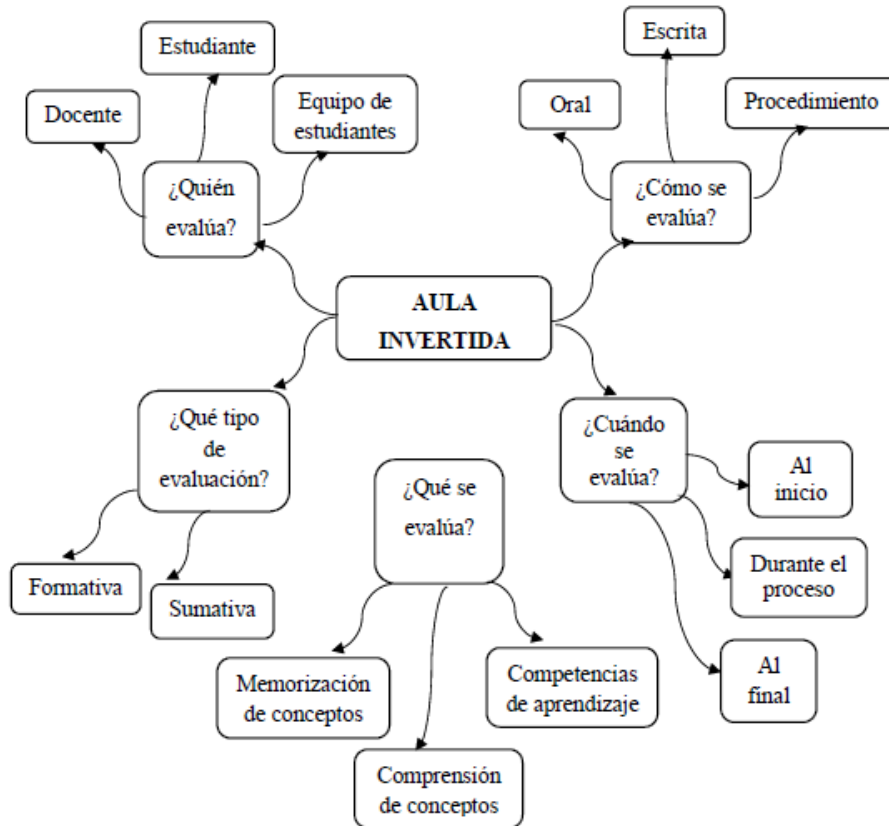 Estudiante
Escrita
Docente
Equipo de
estudiantes
Oral
Procedimiento
¿Quién
evalúa?
¿Cómo se
evalúa?
AULA
INVERTIDA
¿Qué tipo
de
evaluación?
¿Cuándo
se
evalúa?
¿Qué se
evalúa?
Al
inicio
Formativa
Sumativa
Durante el
proceso
Memorización
de conceptos
Competencias
de aprendizaje
Al
final
Comprensión
de conceptos